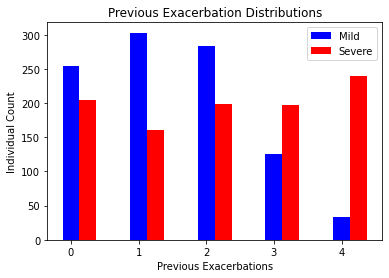 Previous Exacerbation Distributions
Mild
Severe
Individual Count
300
250
200
150
100
50
0
0 1 2 3 4
Previous Exacerbations